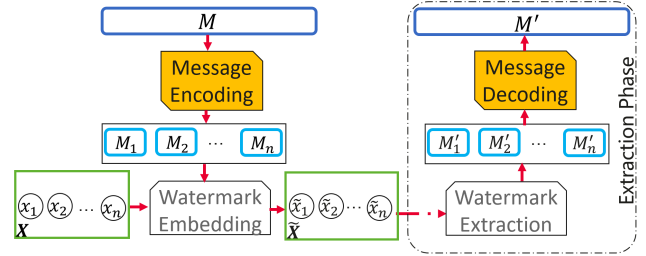 M
M′
Message
Encoding
Message
Decoding
M₁ M₂ ⋯ Mₙ
M′₁ M′₂ ⋯ M′ₙ
x₁ x₂ … xₙ
X
Watermark
Embedding
x̃₁ x̃₂ ⋯ x̃ₙ
X̃
Watermark
Extraction
Extraction Phase